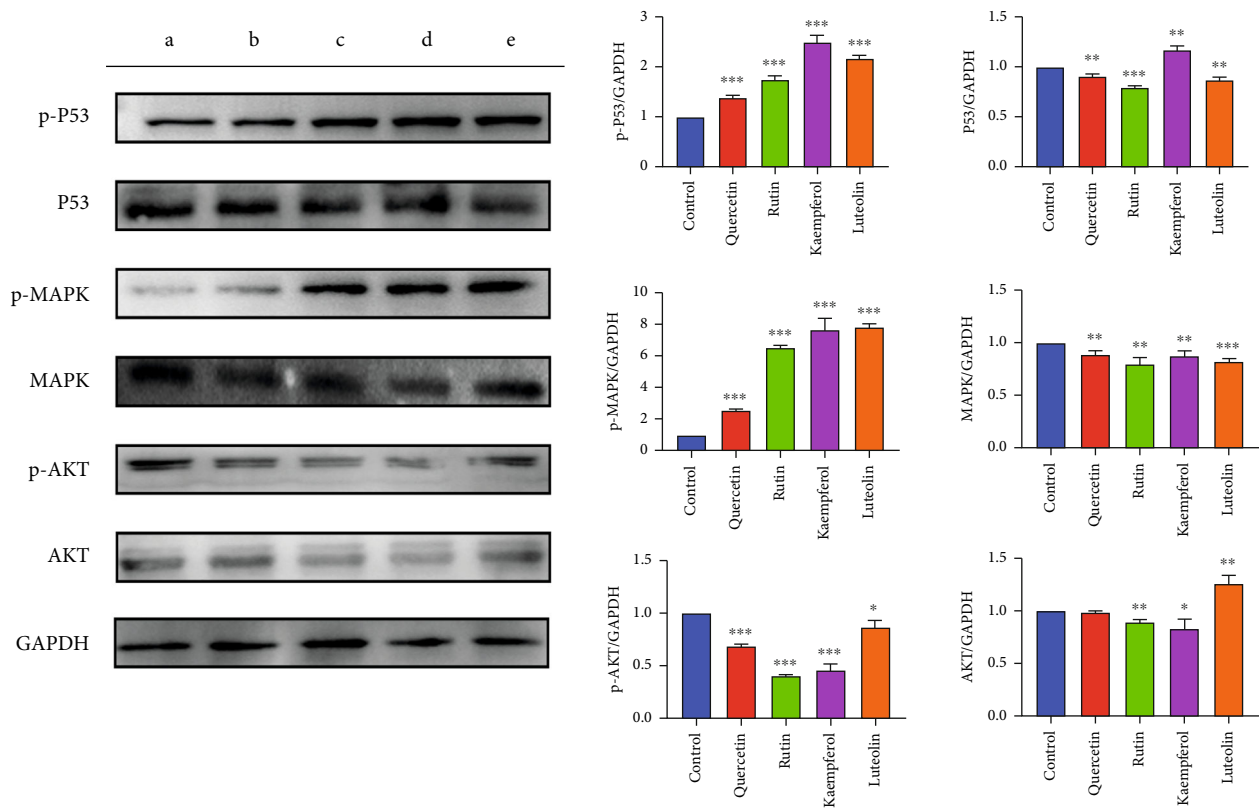 a b c d e
p-P53
P53
p-MAPK
MAPK
p-AKT
AKT
GAPDH
p-P53/GAPDH
3
2
1
0
*** *** *** ***
Control Quercetin Rutin Kaempferol Luteolin
P53/GAPDH
1.5
1.0
0.5
0.0
** *** ** **
Control Quercetin Rutin Kaempferol Luteolin
p-MAPK/GAPDH
10
8
6
4
2
0
*** *** *** ***
Control Quercetin Rutin Kaempferol Luteolin
MAPK/GAPDH
1.5
1.0
0.5
0.0
** ** ** ***
Control Quercetin Rutin Kaempferol Luteolin
p-AKT/GAPDH
1.5
1.0
0.5
0.0
*** *** *** *
Control Quercetin Rutin Kaempferol Luteolin
AKT/GAPDH
1.5
1.0
0.5
0.0
** * **
Control Quercetin Rutin Kaempferol Luteolin